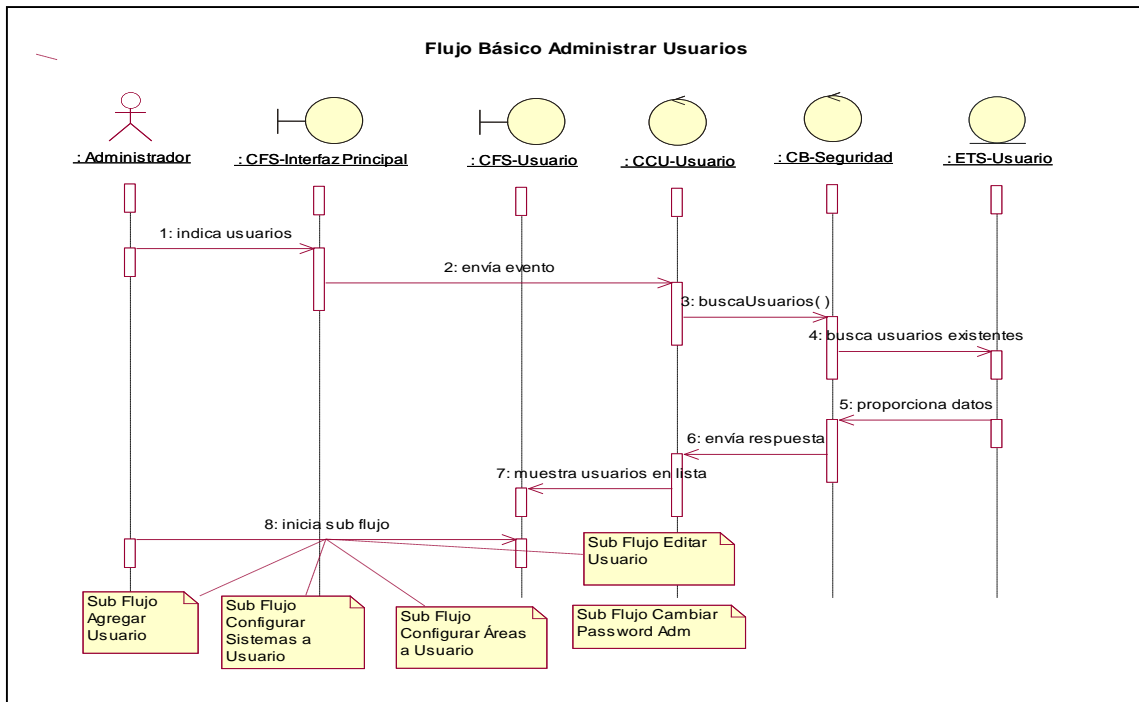 Flujo Básico Administrar Usuarios
: Administrador
: CFS-Interfaz Principal
: CFS-Usuario
: CCU-Usuario
: CB-Seguridad
: ETS-Usuario
1: indica usuarios
2: envía evento
3: buscaUsuarios( )
4: busca usuarios existentes
5: proporciona datos
6: envía respuesta
7: muestra usuarios en lista
8: inicia sub flujo
Sub Flujo Editar
Usuario
Sub Flujo
Agregar
Usuario
Sub Flujo
Configurar
Sistemas a
Usuario
Sub Flujo
Configurar Áreas
a Usuario
Sub Flujo Cambiar
Password Adm